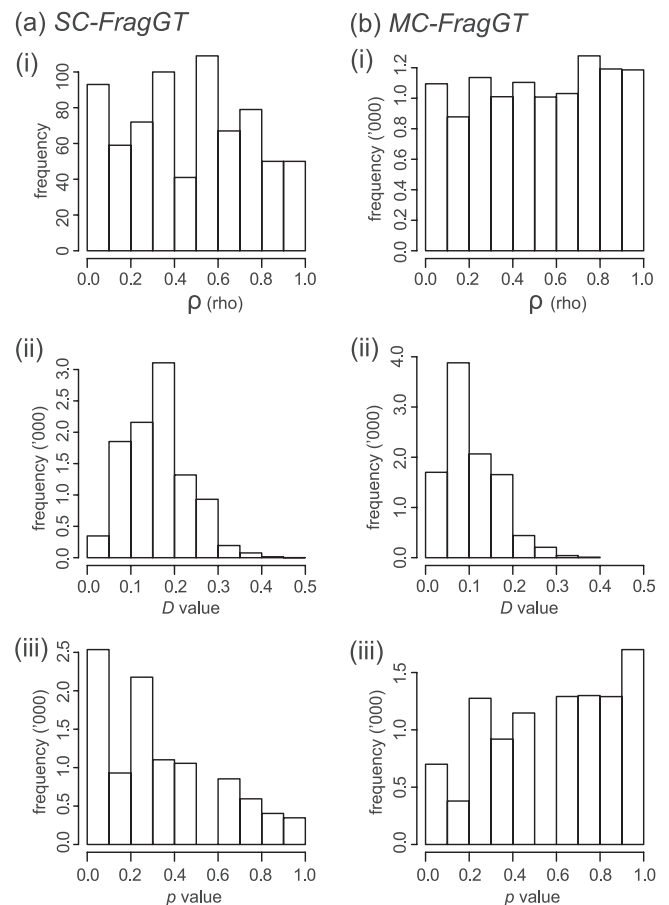 (a) SC-FragGT
(b) MC-FragGT
(i)
frequency
0 20 40 60 80 100
0.0 0.2 0.4 0.6 0.8 1.0
ρ (rho)
(i)
frequency ('000)
0.0 0.2 0.4 0.6 0.8 1.0 1.2
0.0 0.2 0.4 0.6 0.8 1.0
ρ (rho)
(ii)
frequency ('000)
0.0 0.5 1.0 1.5 2.0 2.5 3.0
0.0 0.1 0.2 0.3 0.4 0.5
D value
(ii)
frequency ('000)
0.0 1.0 2.0 3.0 4.0
0.0 0.1 0.2 0.3 0.4 0.5
D value
(iii)
frequency ('000)
0.0 0.5 1.0 1.5 2.0 2.5
0.0 0.2 0.4 0.6 0.8 1.0
p value
(iii)
frequency ('000)
0.0 0.5 1.0 1.5
0.0 0.2 0.4 0.6 0.8 1.0
p value